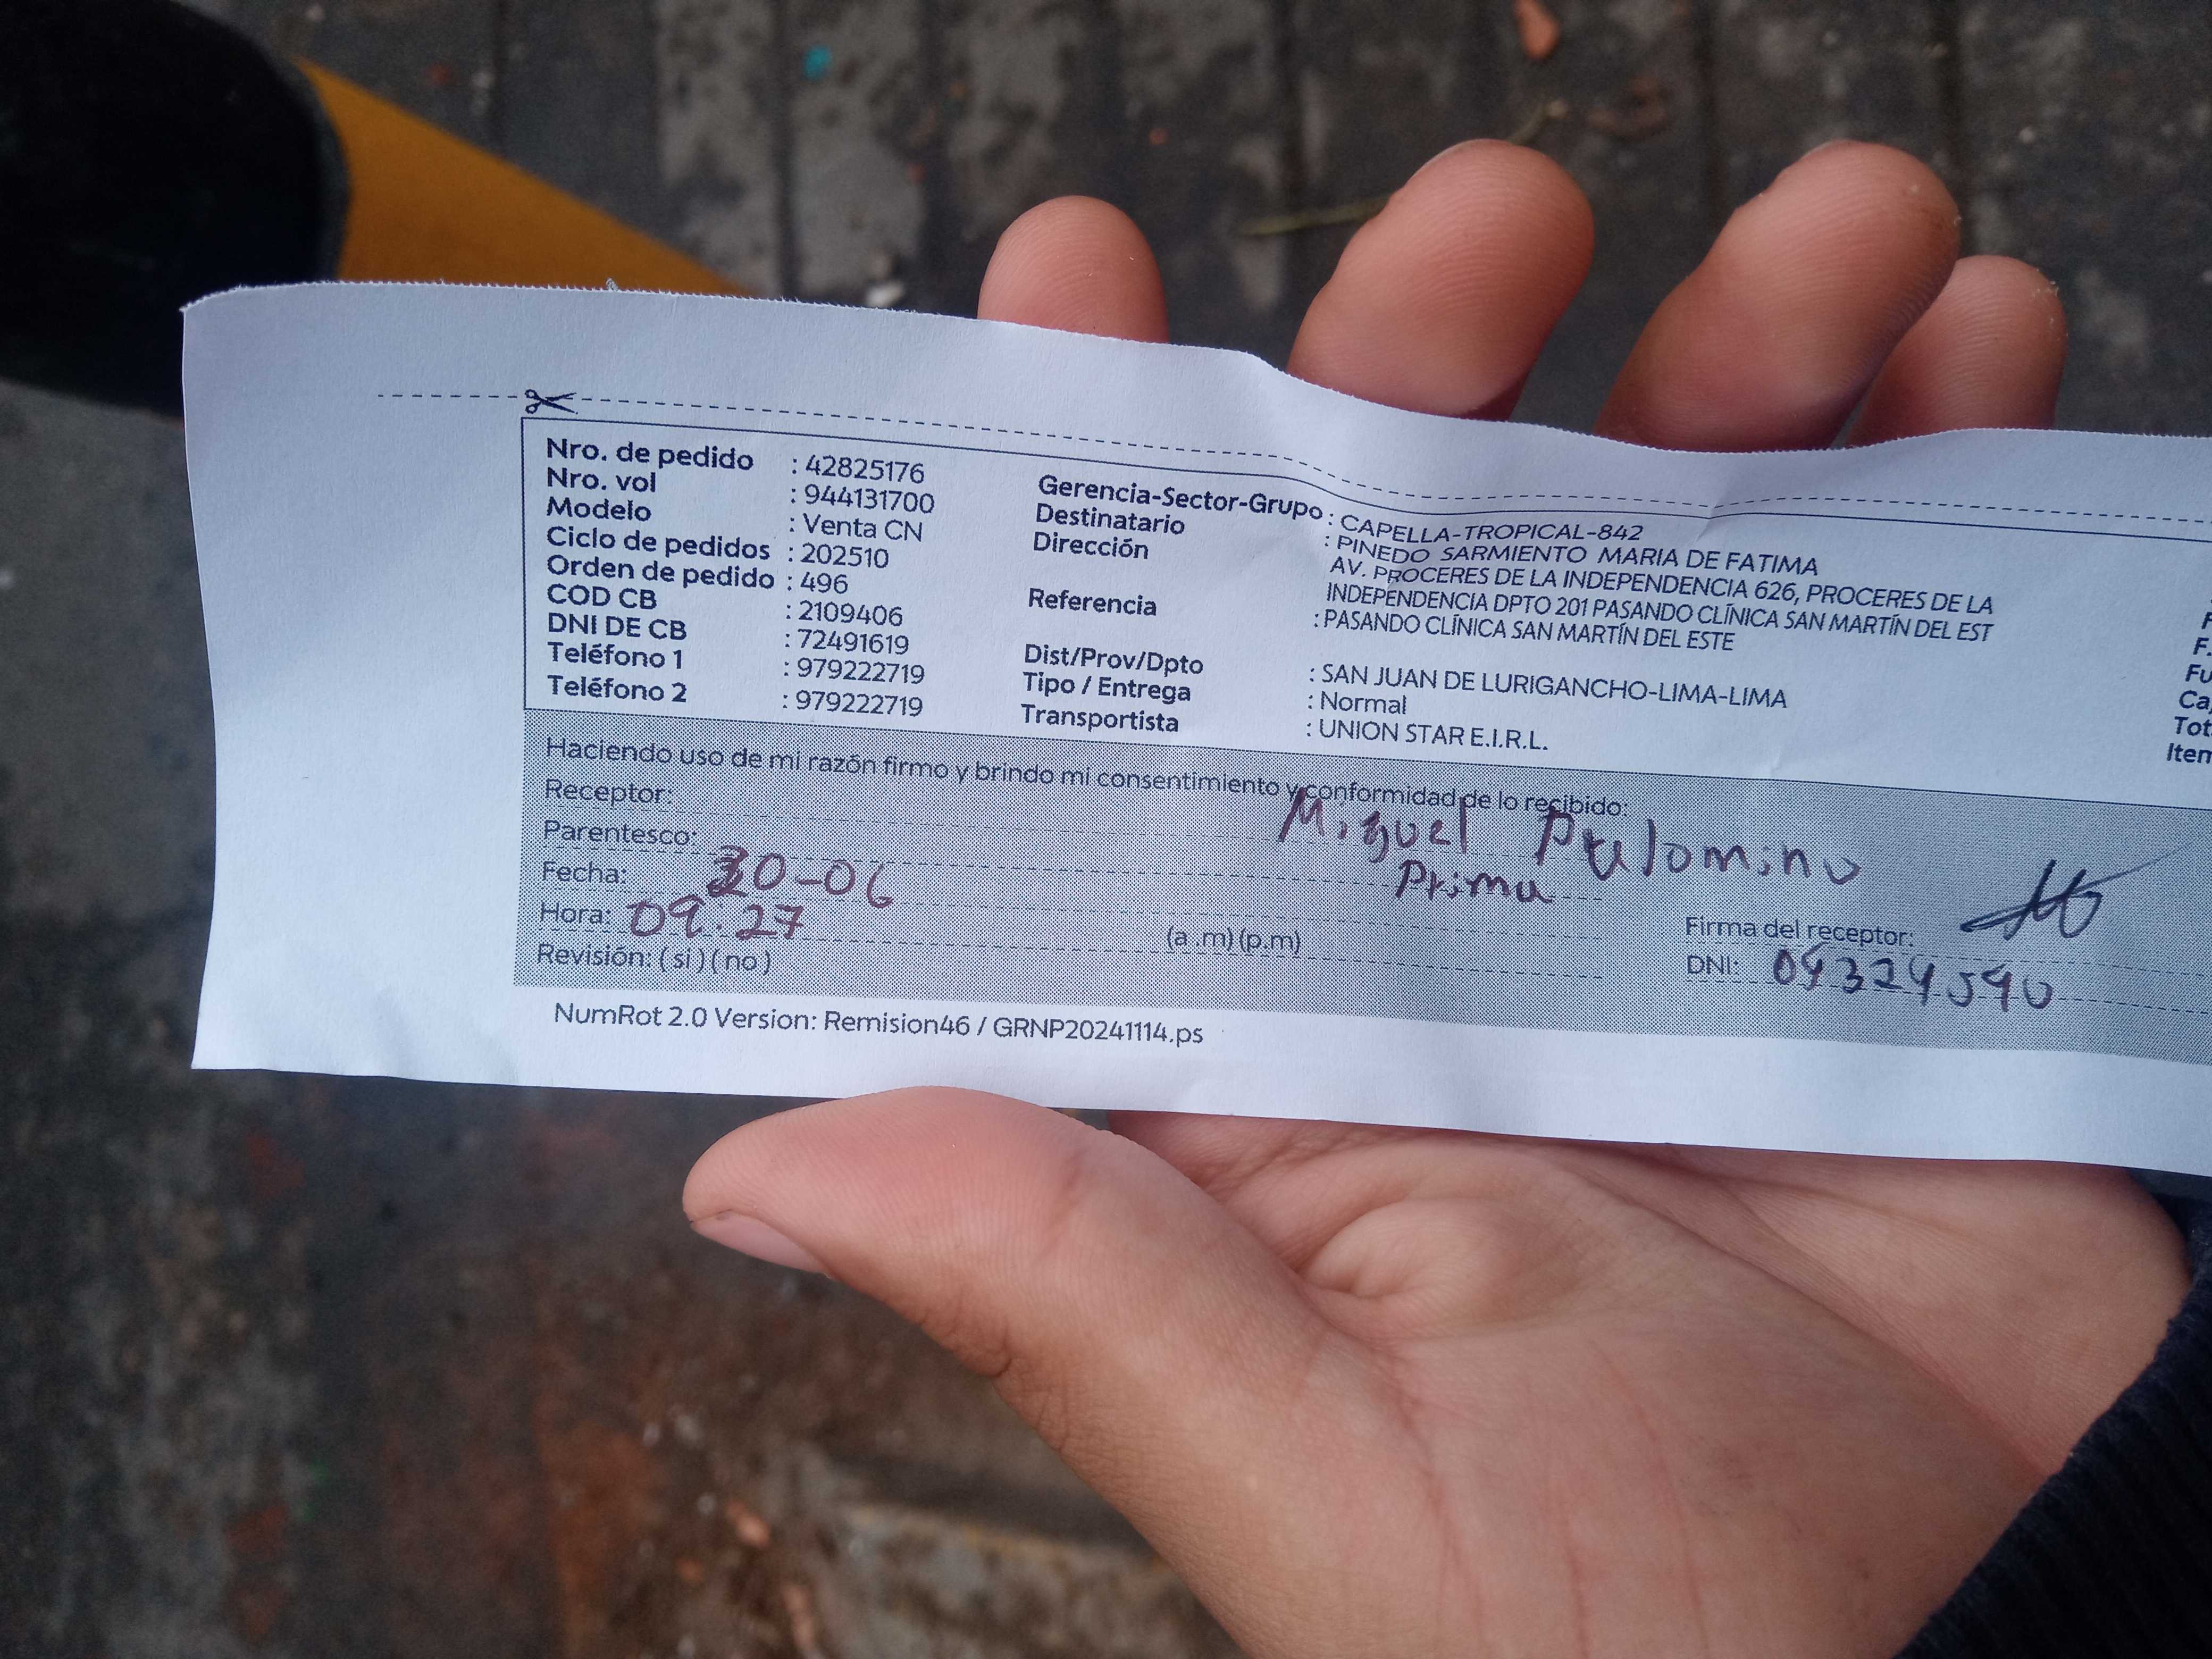 Nro. de pedido : 42825176
Nro. vol : 944131700
Modelo : Venta CN
Ciclo de pedidos : 202510
Orden de pedido : 496
COD CB : 2109406
DNI DE CB : 72491619
Teléfono 1 : 979222719
Teléfono 2 : 979222719
Gerencia-Sector-Grupo : CAPELLA-TROPICAL-842
Destinatario : PINEDO SARMIENTO MARIA DE FATIMA
Dirección AV. PROCERES DE LA INDEPENDENCIA 626, PROCERES DE LA
INDEPENDENCIA DPTO 201 PASANDO CLÍNICA SAN MARTÍN DEL EST
Referencia : PASANDO CLÍNICA SAN MARTÍN DEL ESTE
Dist/Prov/Dpto : SAN JUAN DE LURIGANCHO-LIMA-LIMA
Tipo / Entrega : Normal
Transportista : UNION STAR E.I.R.L.
F.
Fu
Ca
Tot
Item
Haciendo uso de mi razón firmo y brindo mi consentimiento y conformidad de lo recibido:
Receptor: Miguel Palomino
Parentesco: Primo
Fecha: 30-06
Hora: 09:27 (a.m)(p.m)
Revisión: (si)(no)
Firma del receptor:
DNI:
NumRot 2.0 Version: Remision46 / GRNP20241114.ps